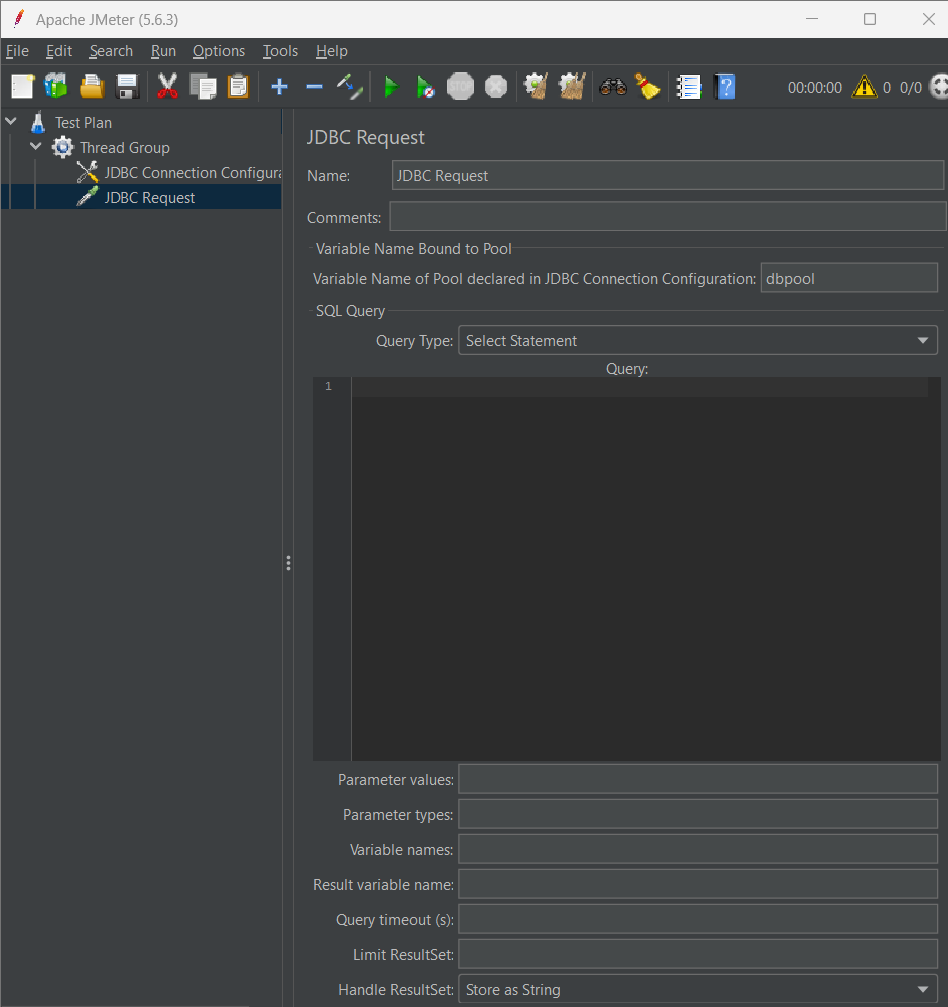 Apache JMeter (5.6.3)
File Edit Search Run Options Tools Help
STOP 00:00:00 0 0/0
Test Plan
Thread Group
JDBC Connection Configura
JDBC Request
JDBC Request
Name: JDBC Request
Comments:
Variable Name Bound to Pool
Variable Name of Pool declared in JDBC Connection Configuration: dbpool
SQL Query
Query Type: Select Statement
Query:
1
Parameter values:
Parameter types:
Variable names:
Result variable name:
Query timeout (s):
Limit ResultSet:
Handle ResultSet: Store as String